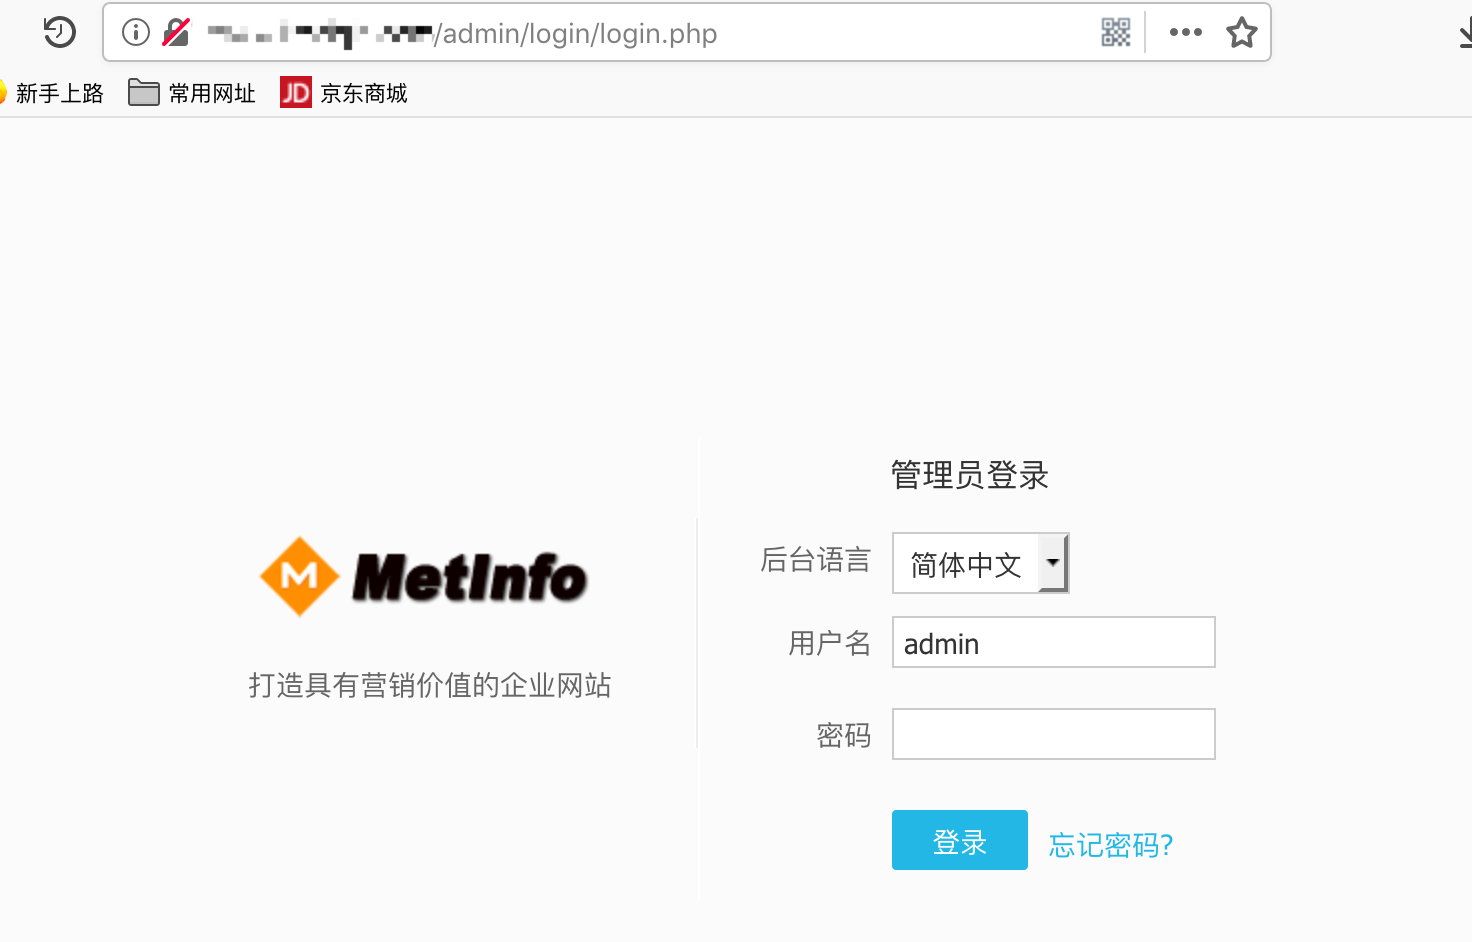 /admin/login/login.php
新手上路 常用网址 JD 京东商城
管理员登录
后台语言 简体中文
M MetInfo
用户名 admin
打造具有营销价值的企业网站
密码
登录 忘记密码?